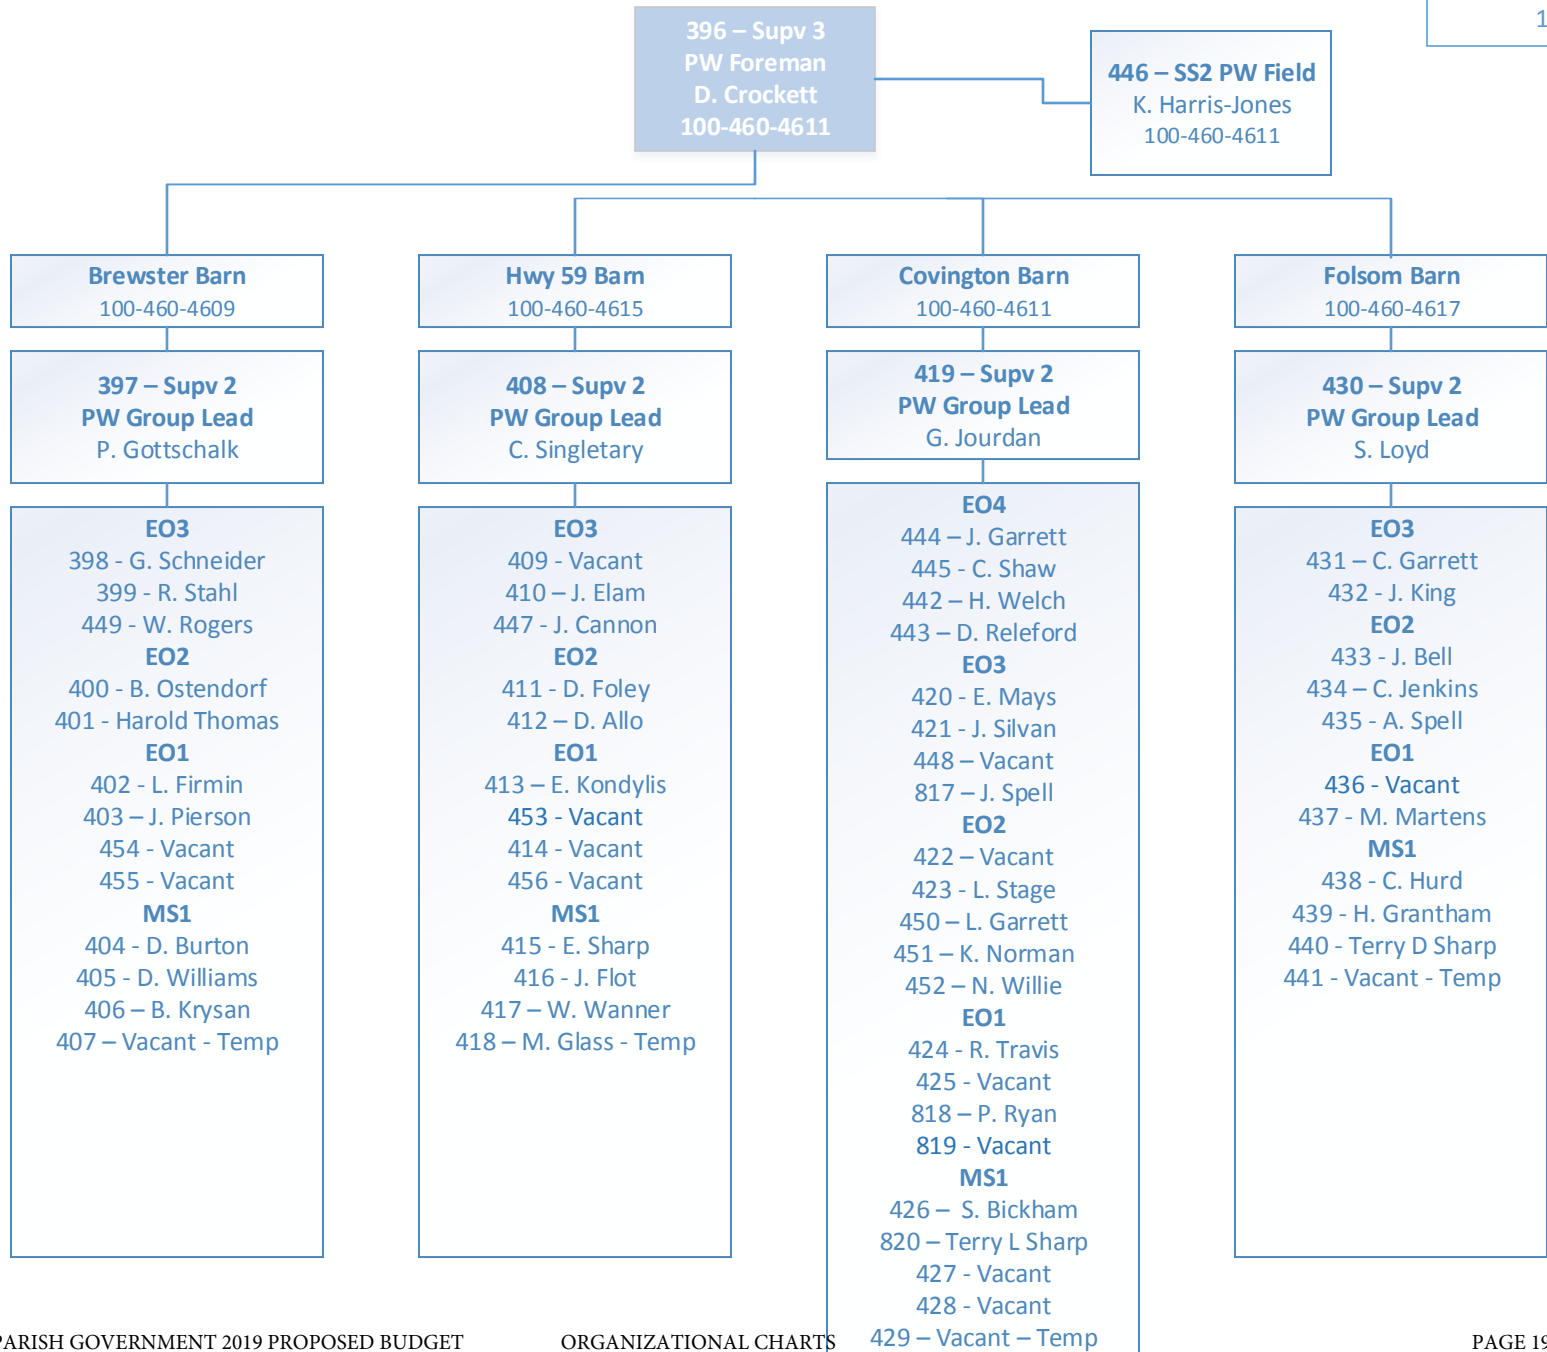 1
396 – Supv 3
PW Foreman
D. Crockett
100-460-4611
446 – SS2 PW Field
K. Harris-Jones
100-460-4611
Brewster Barn
100-460-4609
397 – Supv 2
PW Group Lead
P. Gottschalk
EO3
398 - G. Schneider
399 - R. Stahl
449 - W. Rogers
EO2
400 - B. Ostendorf
401 - Harold Thomas
EO1
402 - L. Firmin
403 – J. Pierson
454 - Vacant
455 - Vacant
MS1
404 - D. Burton
405 - D. Williams
406 – B. Krysan
407 – Vacant - Temp
Hwy 59 Barn
100-460-4615
408 – Supv 2
PW Group Lead
C. Singletary
EO3
409 - Vacant
410 – J. Elam
447 - J. Cannon
EO2
411 - D. Foley
412 – D. Allo
EO1
413 – E. Kondylis
453 - Vacant
414 - Vacant
456 - Vacant
MS1
415 - E. Sharp
416 - J. Flot
417 – W. Wanner
418 – M. Glass - Temp
Covington Barn
100-460-4611
419 – Supv 2
PW Group Lead
G. Jourdan
EO4
444 – J. Garrett
445 - C. Shaw
442 – H. Welch
443 – D. Releford
EO3
420 - E. Mays
421 - J. Silvan
448 – Vacant
817 – J. Spell
EO2
422 – Vacant
423 - L. Stage
450 – L. Garrett
451 – K. Norman
452 – N. Willie
EO1
424 - R. Travis
425 - Vacant
818 – P. Ryan
819 - Vacant
MS1
426 – S. Bickham
820 – Terry L Sharp
427 - Vacant
428 - Vacant
429 – Vacant – Temp
Folsom Barn
100-460-4617
430 – Supv 2
PW Group Lead
S. Loyd
EO3
431 – C. Garrett
432 - J. King
EO2
433 - J. Bell
434 – C. Jenkins
435 - A. Spell
EO1
436 - Vacant
437 - M. Martens
MS1
438 - C. Hurd
439 - H. Grantham
440 - Terry D Sharp
441 - Vacant - Temp
PARISH GOVERNMENT 2019 PROPOSED BUDGET ORGANIZATIONAL CHARTS PAGE 19